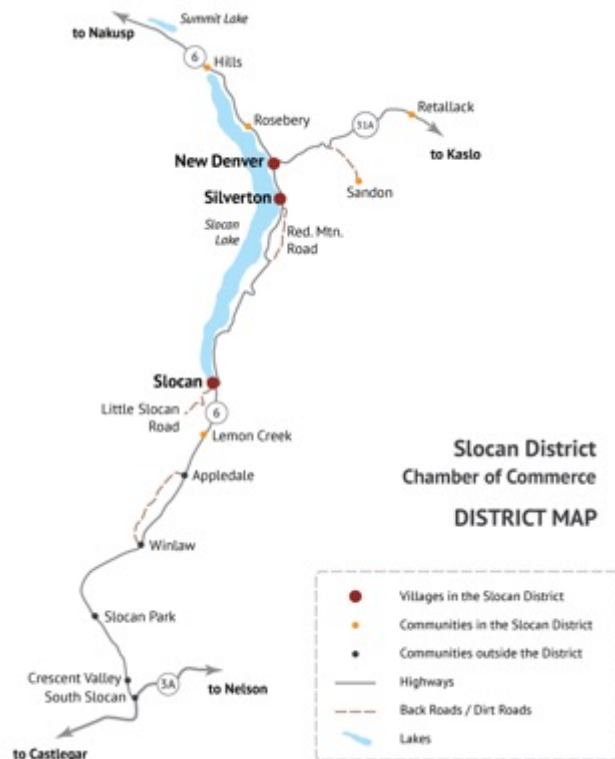 Summit Lake
to Nakusp
6
Hills
Rosebery
Retallack
31A
New Denver
to Kaslo
Silverton
Sandon
Slocan
Lake
Red. Mtn.
Road
Slocan
Little Slocan
Road
6
Lemon Creek
Appledale
Slocan District
Chamber of Commerce
DISTRICT MAP
Winlaw
Villages in the Slocan District
Slocan Park
Communities in the Slocan District
Communities outside the District
Crescent Valley
3A
to Nelson
South Slocan
Highways
Back Roads / Dirt Roads
Lakes
to Castlegar